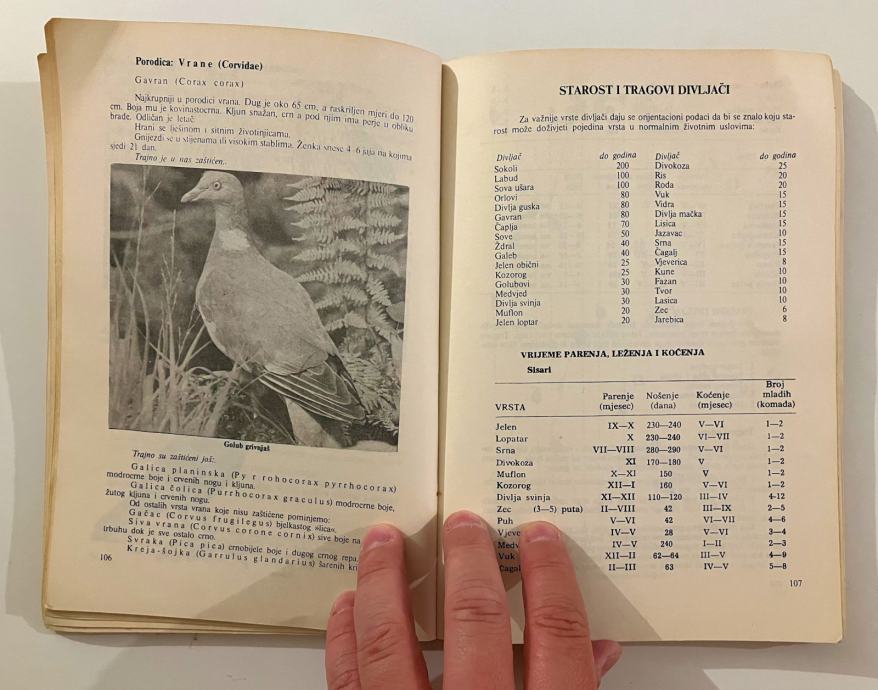 Porodica: Vrane (Corvidae)
Gavran (Corax corax)
Najkrupniji u porodici vrana. Dug je oko 65 cm, a raskriljen mjeri do 120
cm. Boja mu je kovinastocrna. Kljun snažan, crn a pod njim ima perje u obliku
brade. Odličan je letač.
Hrani se lješinom i sitnim životinjicama.
Gnijezdi se u stijenama ili visokim stablima. Ženka snese 4–6 jaja na kojima
sjedi 21 dan.
Trajno je u nas zaštićen.
Golub grivnjaš
Trajno su zaštićeni još:
Galica planinska (Pyrrohocorax pyrrhocorax)
modrocrne boje i crvenih nogu i kljuna.
Galica čolica (Purrhocorax graculus) modrocrne boje,
žutog kljuna i crvenih nogu.
Od ostalih vrsta vrana koje nisu zaštićene pominjemo:
Gačac (Corvus frugilegus) bjelkastog »lica«.
Siva vrana (Corvus corone cornix) sive boje na
trbuhu dok je sve ostalo crno.
Svraka (Pica pica) crnobijele boje i dugog crnog repa.
Kreja-šojka (Garrulus glandarius) šarenih
106
STAROST I TRAGOVI DIVLJAČI
Za važnije vrste divljači daju se orjentacioni podaci da bi se znalo koju sta-
rost može doživjeti pojedina vrsta u normalnim životnim uslovima:
Divljač do godina Divljač do godina
Sokoli 200 Divokoza 25
Labud 100 Ris 20
Sova ušara 100 Roda 20
Orlovi 80 Vuk 15
Divlja guska 80 Vidra 15
Gavran 80 Divlja mačka 15
Čaplja 70 Lisica 15
Sove 50 Jazavac 10
Ždral 40 Srna 15
Galeb 40 Čagalj 15
Jelen obični 25 Vjeverica 8
Kozorog 25 Kune 10
Golubovi 30 Fazan 10
Medvjed 30 Tvor 10
Divlja svinja 30 Lasica 10
Muflon 20 Zec 6
Jelen loptar 20 Jarebica 8
VRIJEME PARENJA, LEŽENJA I KOĆENJA
Sisari
VRSTA Parenje (mjesec) Nošenje (dana) Koćenje (mjesec) Broj mladih (komada)
Jelen IX—X 230—240 V—VI 1—2
Lopatar X 230—240 VI—VII 1—2
Srna VII—VIII 280—290 V—VI 1—2
Divokoza XI 170—180 V 1—2
Muflon X—XI 150 V 1—2
Kozorog XII—I 160 V—VI 1—2
Divlja svinja XI—XII 110—120 III—IV 4-12
Zec (3—5) puta) II—VIII 42 III—IX 2—5
Puh V—VI 42 VI—VII 4—6
IV—V 28 V—VI 3—4
IV—V 240 I—II 2—3
Vuk XII—II 62—64 III—V 4—9
II—III 63 IV—V 5—8
107